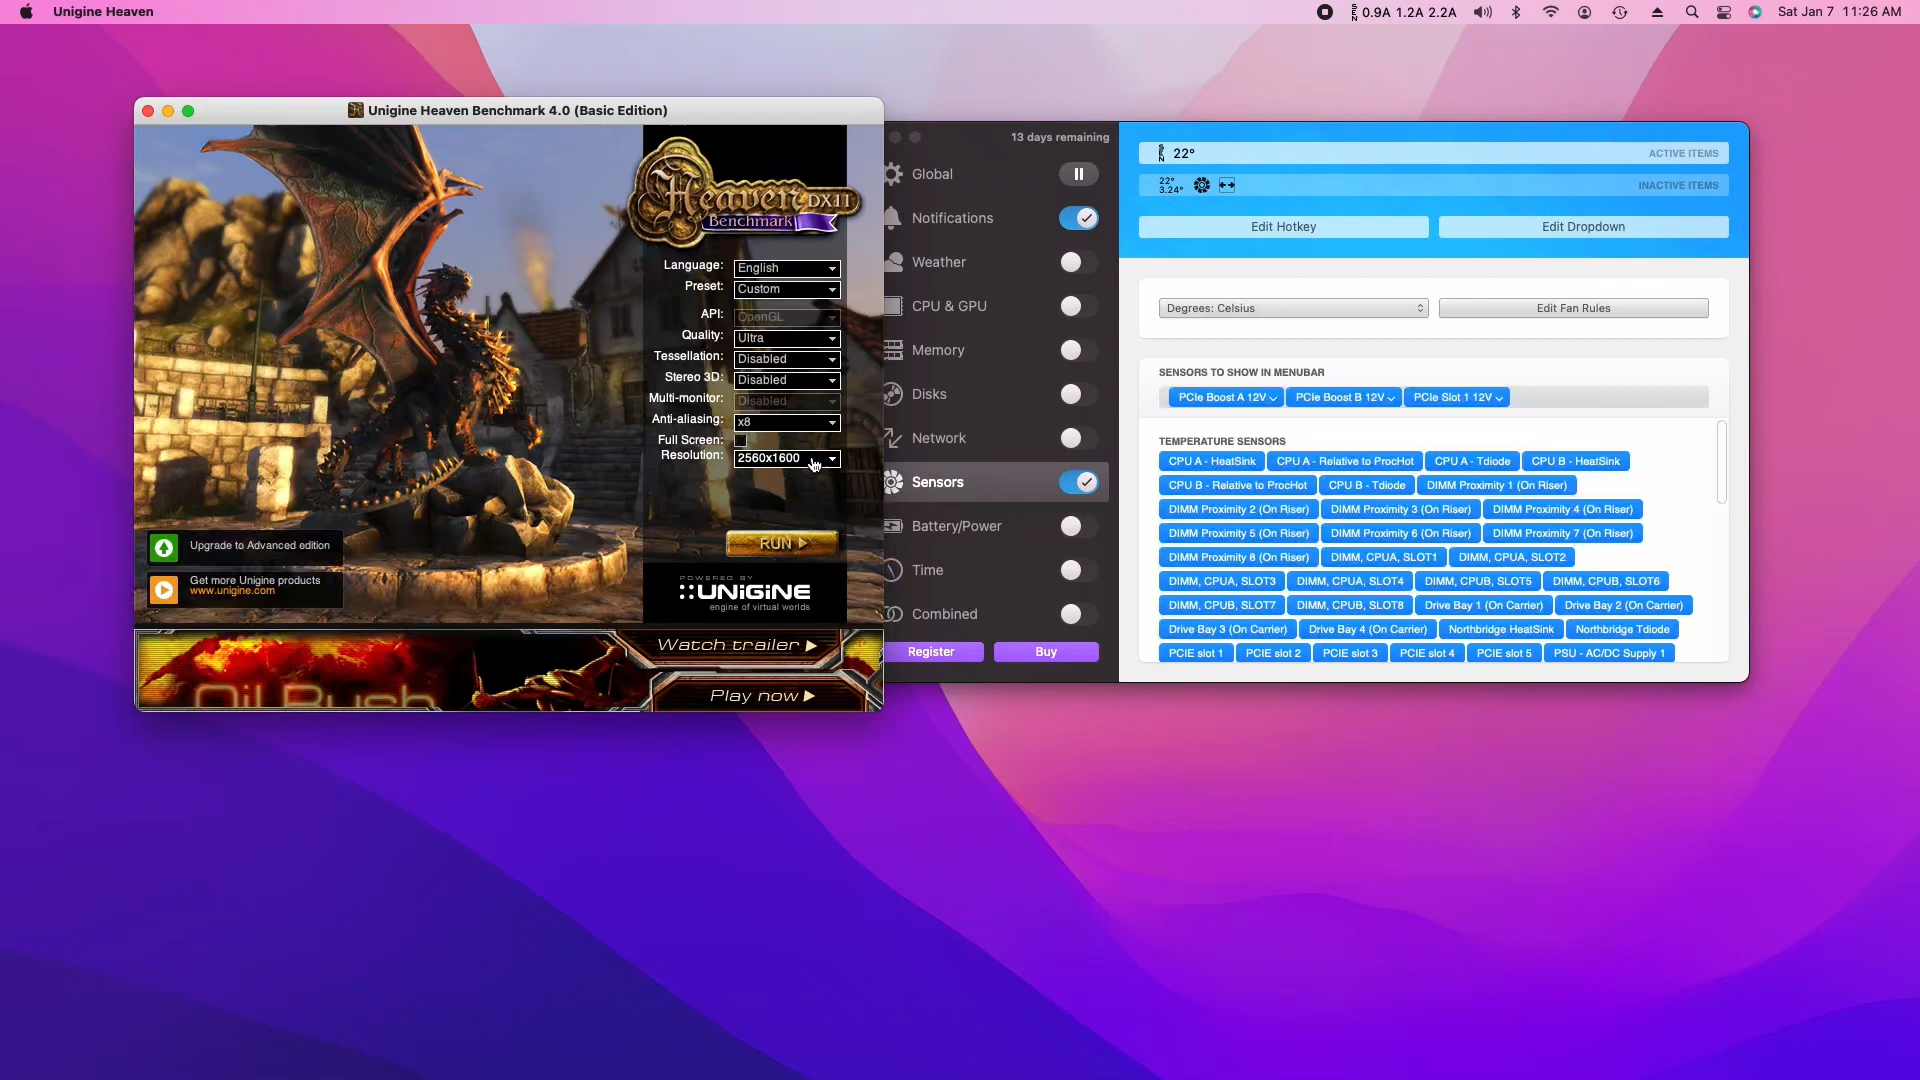 Unigine Heaven
SEN 0.9A 1.2A 2.2A
Sat Jan 7 11:26 AM
Unigine Heaven Benchmark 4.0 (Basic Edition)
Heaven DX11
Benchmark
Language: English
Preset: Custom
API: OpenGL
Quality: Ultra
Tessellation: Disabled
Stereo 3D: Disabled
Multi-monitor: Disabled
Anti-aliasing: x8
Full Screen:
Resolution: 2560x1600
RUN
POWERED BY
UNiGiNE
engine of virtual worlds
Upgrade to Advanced edition
Get more Unigine products
www.unigine.com
Oil Rush
Watch trailer
Play now
13 days remaining
Global
Notifications
Weather
CPU & GPU
Memory
Disks
Network
Sensors
Battery/Power
Time
Combined
Register Buy
SEN 22° ACTIVE ITEMS
22°
3.24° INACTIVE ITEMS
Edit Hotkey Edit Dropdown
Degrees: Celsius Edit Fan Rules
SENSORS TO SHOW IN MENUBAR
PCIe Boost A 12V PCIe Boost B 12V PCIe Slot 1 12V
TEMPERATURE SENSORS
CPU A - HeatSink CPU A - Relative to ProcHot CPU A - Tdiode CPU B - HeatSink
CPU B - Relative to ProcHot CPU B - Tdiode DIMM Proximity 1 (On Riser)
DIMM Proximity 2 (On Riser) DIMM Proximity 3 (On Riser) DIMM Proximity 4 (On Riser)
DIMM Proximity 5 (On Riser) DIMM Proximity 6 (On Riser) DIMM Proximity 7 (On Riser)
DIMM Proximity 8 (On Riser) DIMM, CPUA, SLOT1 DIMM, CPUA, SLOT2
DIMM, CPUA, SLOT3 DIMM, CPUA, SLOT4 DIMM, CPUB, SLOT5 DIMM, CPUB, SLOT6
DIMM, CPUB, SLOT7 DIMM, CPUB, SLOT8 Drive Bay 1 (On Carrier) Drive Bay 2 (On Carrier)
Drive Bay 3 (On Carrier) Drive Bay 4 (On Carrier) Northbridge HeatSink Northbridge Tdiode
PCIE slot 1 PCIE slot 2 PCIE slot 3 PCIE slot 4 PCIE slot 5 PSU - AC/DC Supply 1